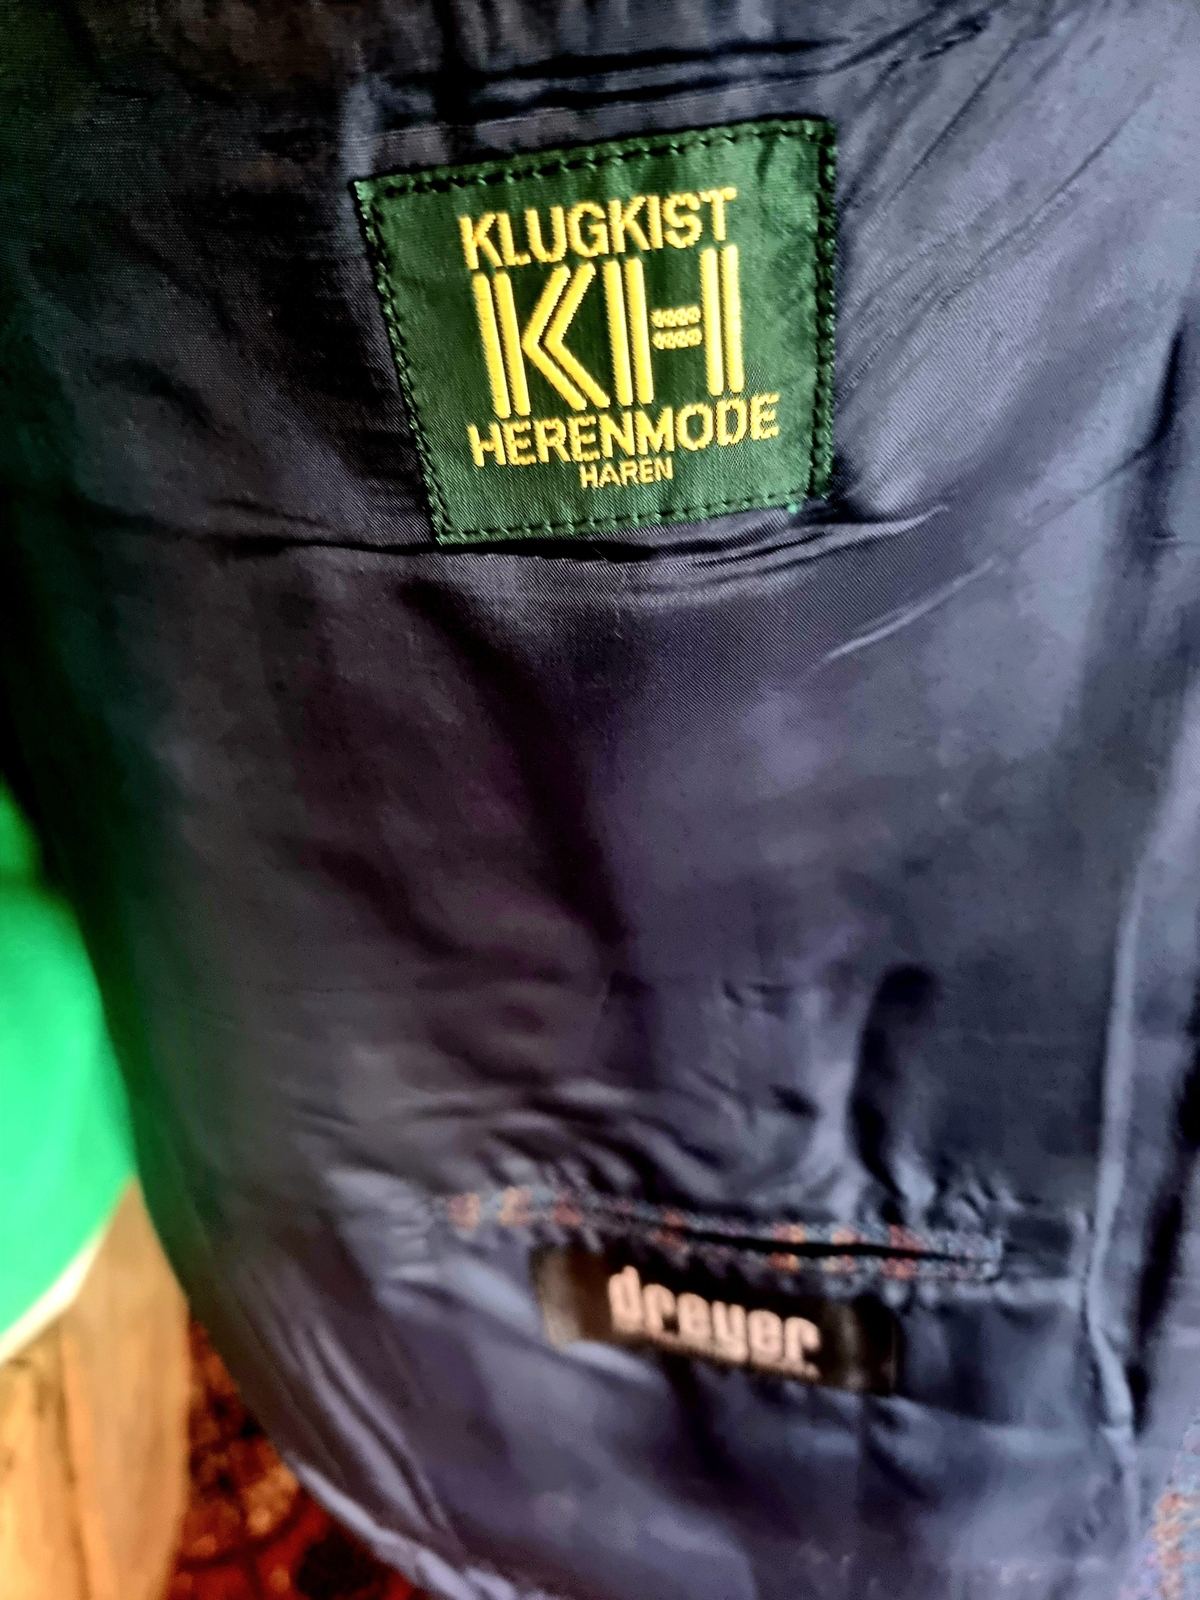 KLUGKIST
KH
HERENMODE
HAREN
dreyer